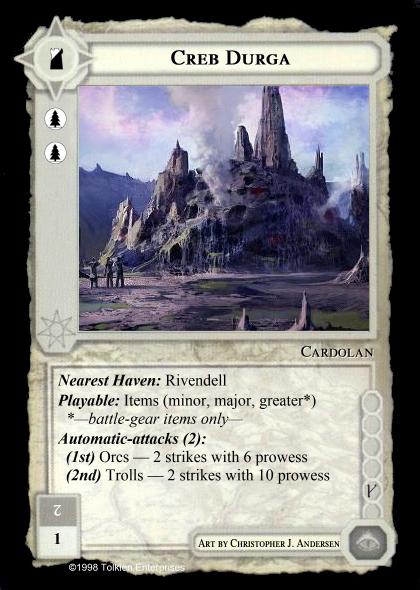 Creb Durga
Cardolan
Nearest Haven: Rivendell
Playable: Items (minor, major, greater*)
*—battle-gear items only—
Automatic-attacks (2):
(1st) Orcs — 2 strikes with 6 prowess
(2nd) Trolls — 2 strikes with 10 prowess
2
1
Art by Christopher J. Andersen
©1998 Tolkien Enterprises